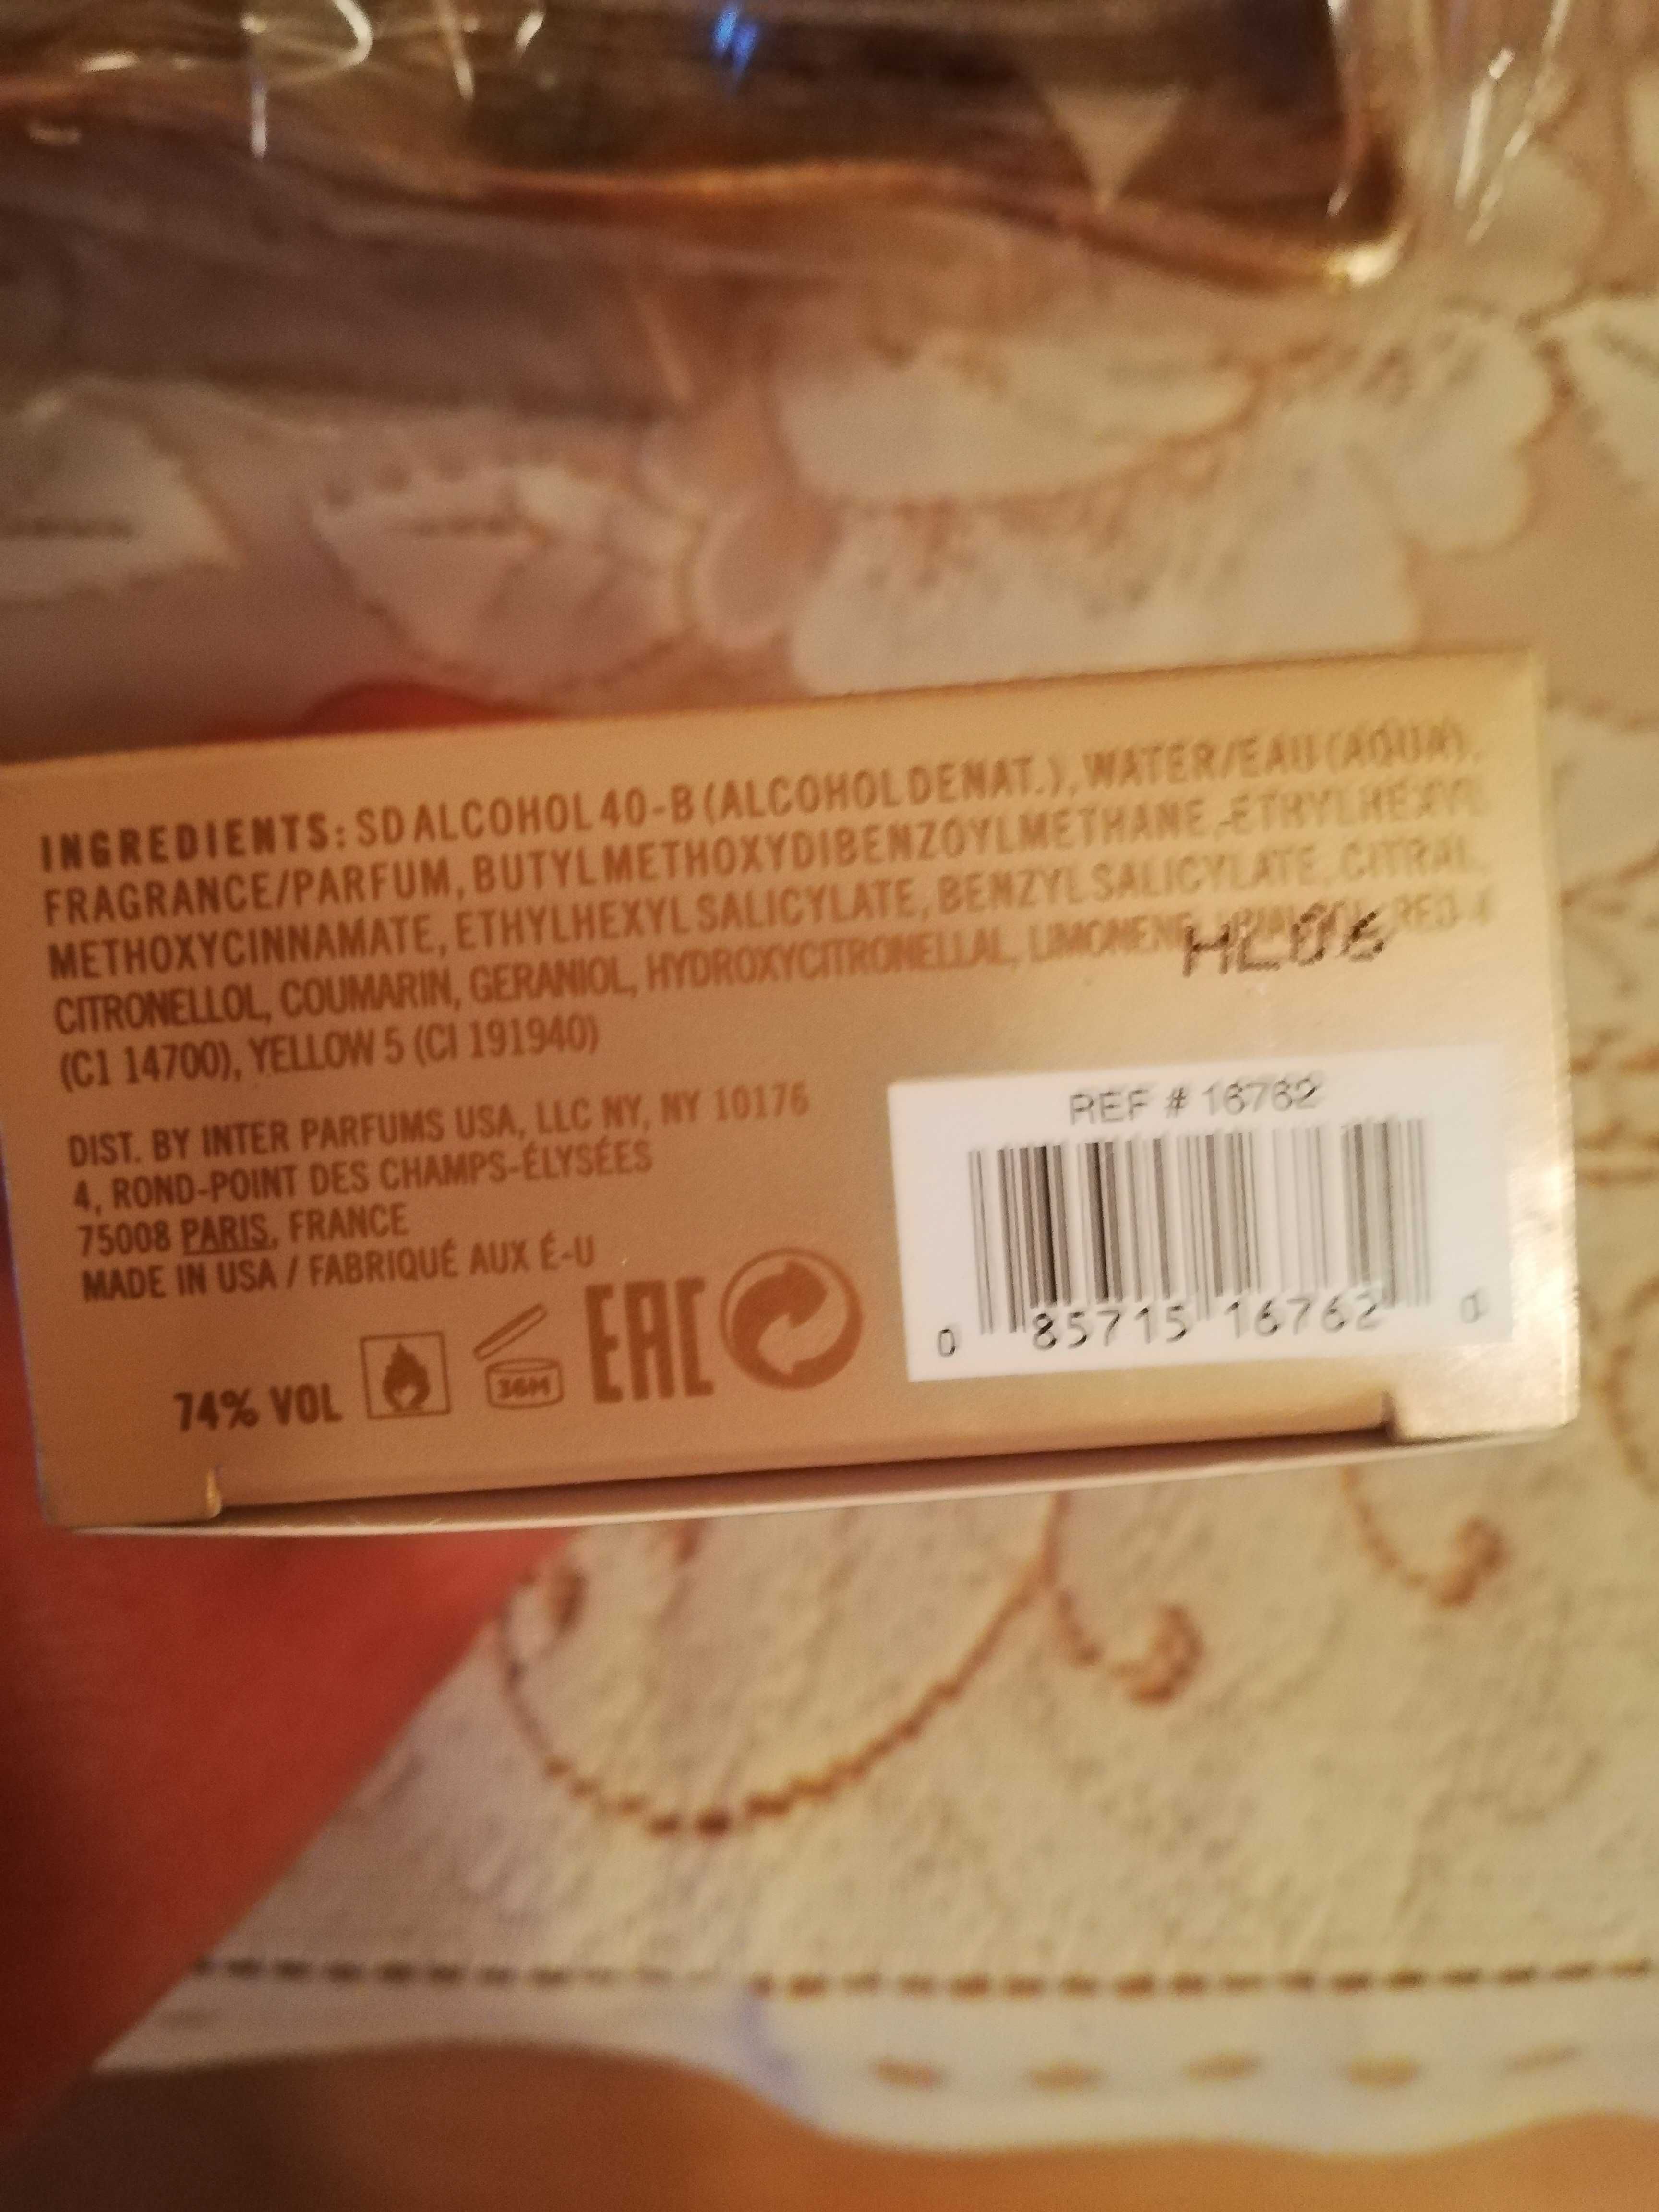 INGREDIENTS: SD ALCOHOL 40-B (ALCOHOL DENAT.), WATER/EAU (AQUA),
FRAGRANCE/PARFUM, BUTYL METHOXYDIBENZOYLMETHANE, ETHYLHEXYL
METHOXYCINNAMATE, ETHYLHEXYL SALICYLATE, BENZYL SALICYLATE, CITRAL,
CITRONELLOL, COUMARIN, GERANIOL, HYDROXYCITRONELLAL, LIMONENE, RED 4
HL06
(C1 14700), YELLOW 5 (CI 191940)
DIST. BY INTER PARFUMS USA, LLC NY, NY 10176
4, ROND-POINT DES CHAMPS-ÉLYSÉES
75008 PARIS, FRANCE
MADE IN USA / FABRIQUÉ AUX É-U
74% VOL
36M
EAC
REF # 16762
0 85715 16762 0